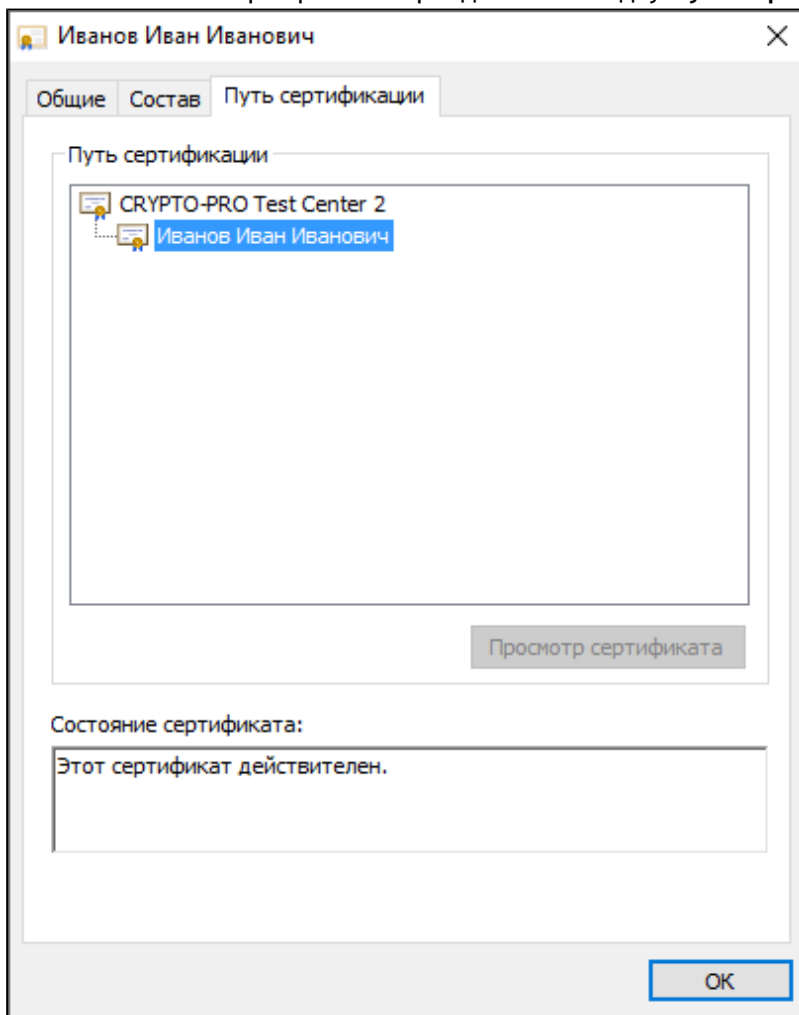 Иванов Иван Иванович
Общие Состав Путь сертификации
Путь сертификации
CRYPTO-PRO Test Center 2
Иванов Иван Иванович
Просмотр сертификата
Состояние сертификата:
Этот сертификат действителен.
OK